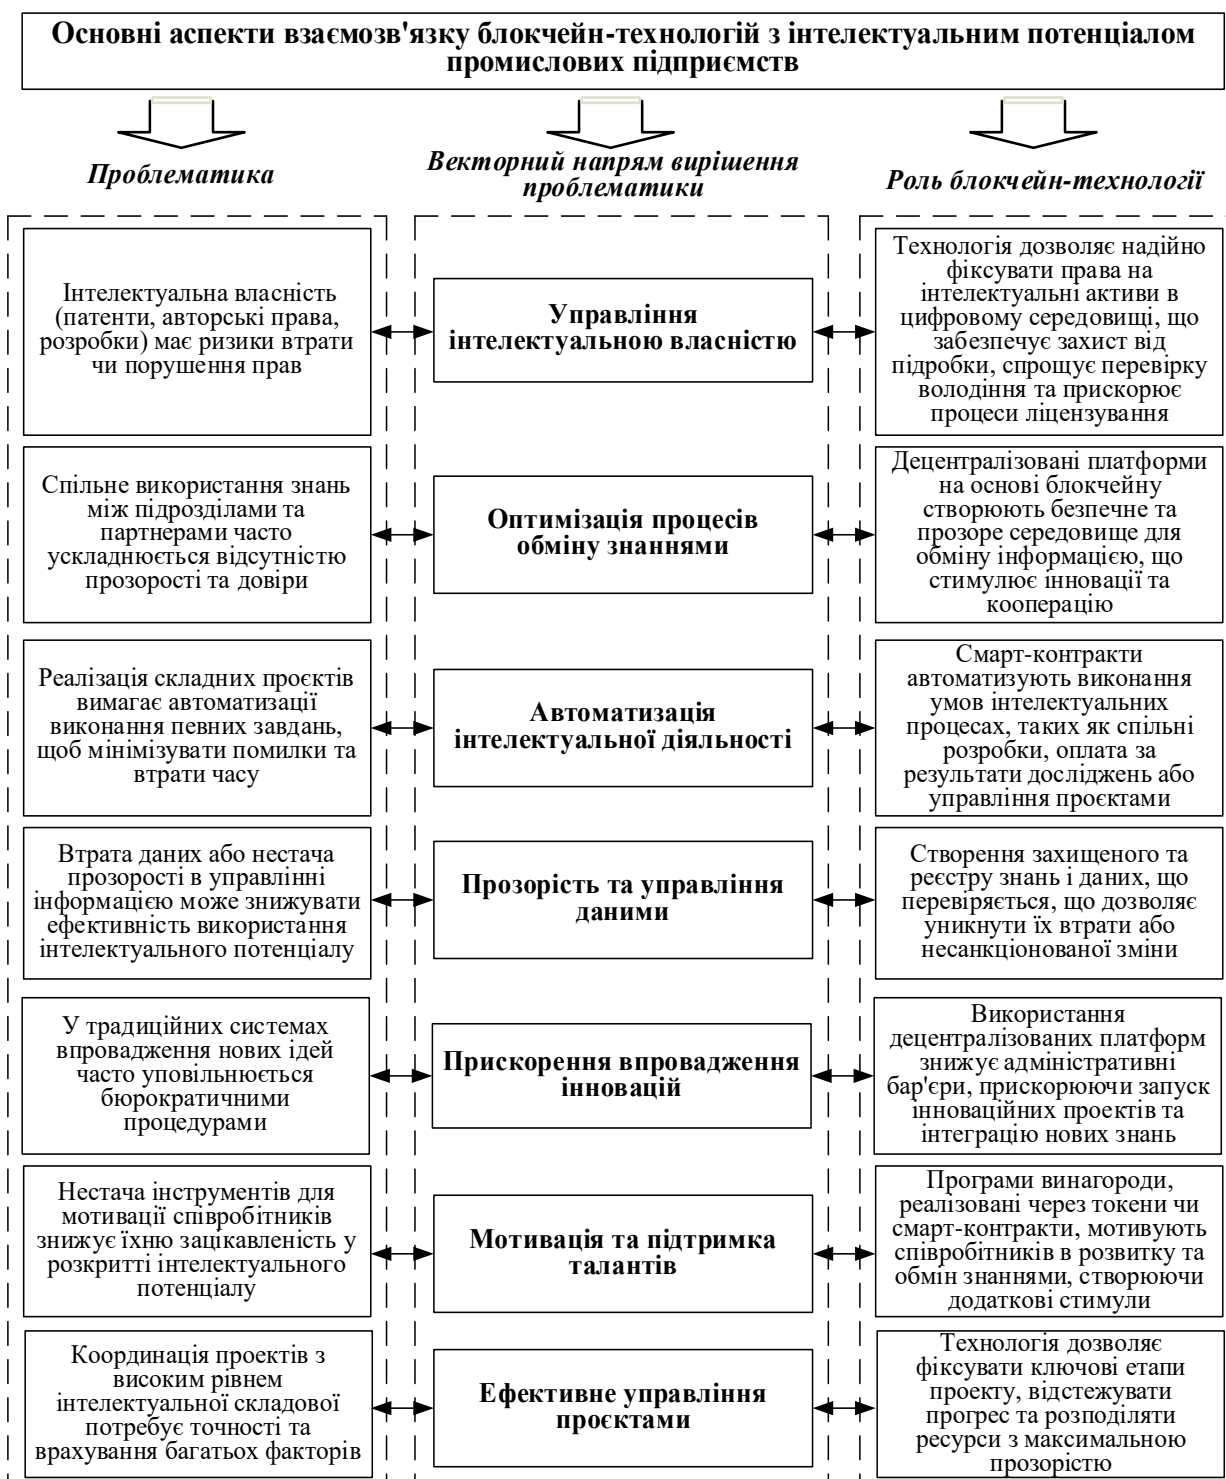 Основні аспекти взаємозв'язку блокчейн-технологій з інтелектуальним потенціалом
промислових підприємств
Проблематика
Векторний напрям вирішення
проблематики
Роль блокчейн-технології
Інтелектуальна власність
(патенти, авторські права,
розробки) має ризики втрати
чи порушення прав
Управління
інтелектуальною власністю
Технологія дозволяє надійно
фіксувати права на
інтелектуальні активи в
цифровому середовищі, що
забезпечує захист від
підробки, спрощує перевірку
володіння та прискорює
процеси ліцензування
Спільне використання знань
між підрозділами та
партнерами часто
ускладнюється відсутністю
прозорості та довіри
Оптимізація процесів
обміну знаннями
Децентралізовані платформи
на основі блокчейну
створюють безпечне та
прозоре середовище для
обміну інформацією, що
стимулює інновації та
кооперацію
Реалізація складних проєктів
вимагає автоматизації
виконання певних завдань,
щоб мінімізувати помилки та
втрати часу
Автоматизація
інтелектуальної діяльності
Смарт-контракти
автоматизують виконання
умов інтелектуальних
процесах, таких як спільні
розробки, оплата за
результати досліджень або
управління проєктами
Втрата даних або нестача
прозорості в управлінні
інформацією може знижувати
ефективність використання
інтелектуального потенціалу
Прозорість та управління
даними
Створення захищеного та
реєстру знань і даних, що
перевіряється, що дозволяє
уникнути їх втрати або
несанкціонованої зміни
У традиційних системах
впровадження нових ідей
часто уповільнюється
бюрократичними
процедурами
Прискорення впровадження
інновацій
Використання
децентралізованих платформ
знижує адміністративні
бар'єри, прискорюючи запуск
інноваційних проектів та
інтеграцію нових знань
Нестача інструментів для
мотивації співробітників
знижує їхню зацікавленість у
розкритті інтелектуального
потенціалу
Мотивація та підтримка
талантів
Програми винагороди,
реалізовані через токени чи
смарт-контракти, мотивують
співробітників в розвитку та
обмін знаннями, створюючи
додаткові стимули
Координація проектів з
високим рівнем
інтелектуальної складової
потребує точності та
врахування багатьох факторів
Ефективне управління
проєктами
Технологія дозволяє
фіксувати ключові етапи
проекту, відстежувати
прогрес та розподіляти
ресурси з максимальною
прозорістю